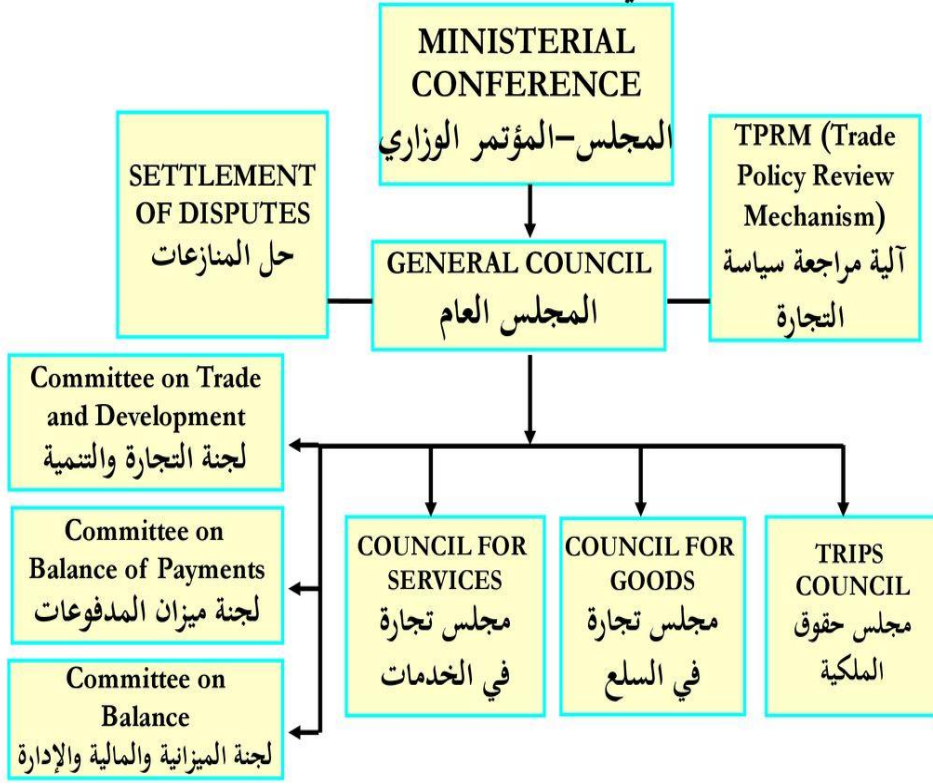 MINISTERIAL
CONFERENCE
المجلس-المؤتمر الوزاري
SETTLEMENT
OF DISPUTES
حل المنازعات
TPRM (Trade
Policy Review
Mechanism)
آلية مراجعة سياسة
التجارة
GENERAL COUNCIL
المجلس العام
Committee on Trade
and Development
لجنة التجارة والتنمية
Committee on
Balance of Payments
لجنة ميزان المدفوعات
Committee on
Balance
لجنة الميزانية والمالية والإدارة
COUNCIL FOR
SERVICES
مجلس تجارة
في الخدمات
COUNCIL FOR
GOODS
مجلس تجارة
في السلع
TRIPS
COUNCIL
مجلس حقوق
الملكية